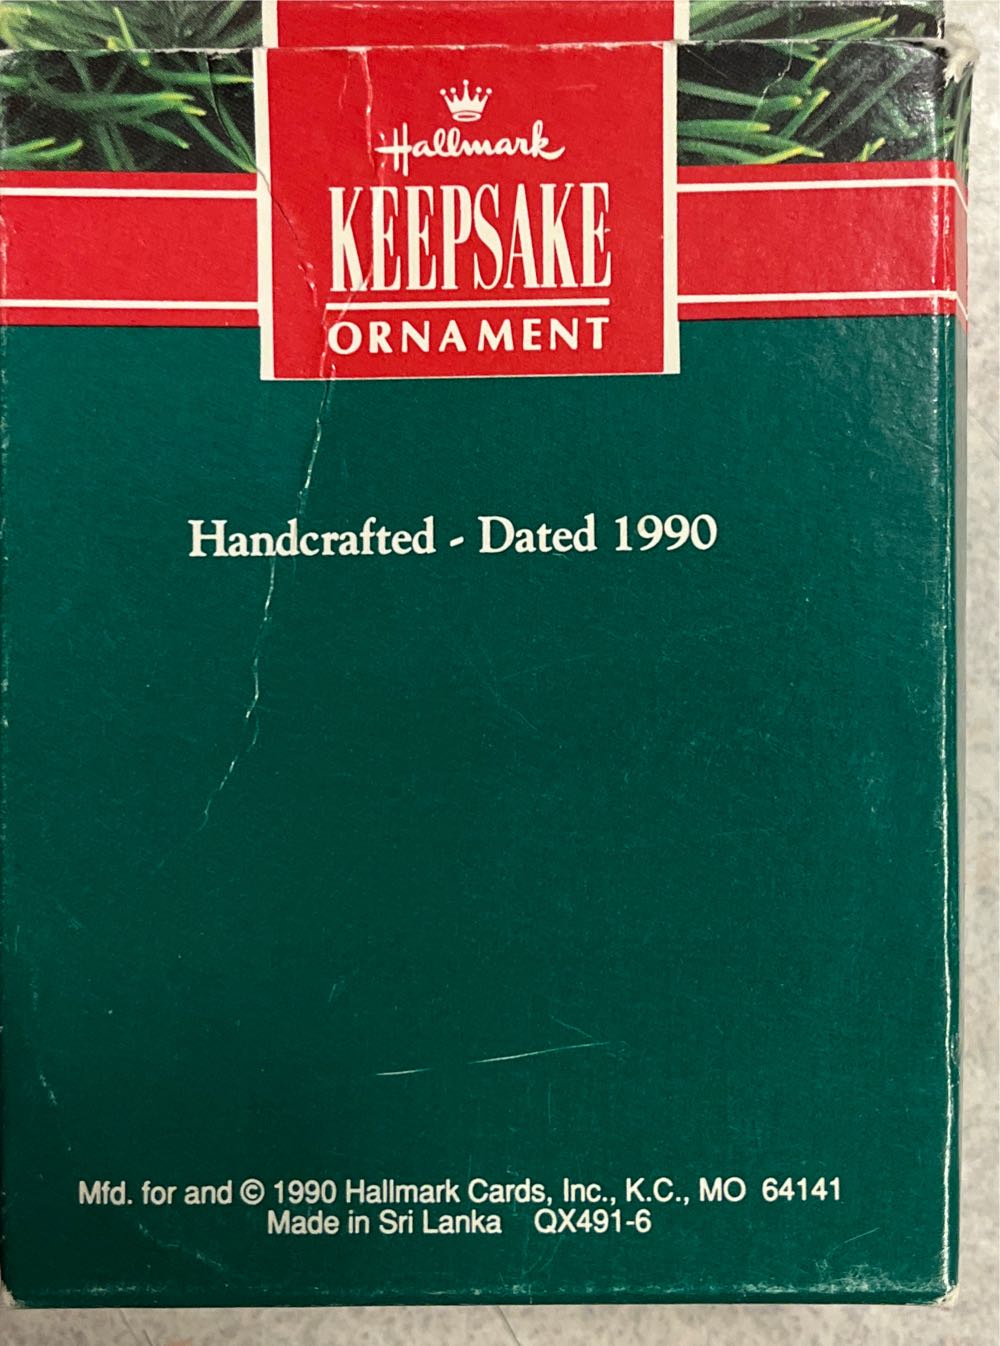 Hallmark
KEEPSAKE
ORNAMENT
Handcrafted - Dated 1990
Mfd. for and © 1990 Hallmark Cards, Inc., K.C., MO 64141
Made in Sri Lanka QX491-6